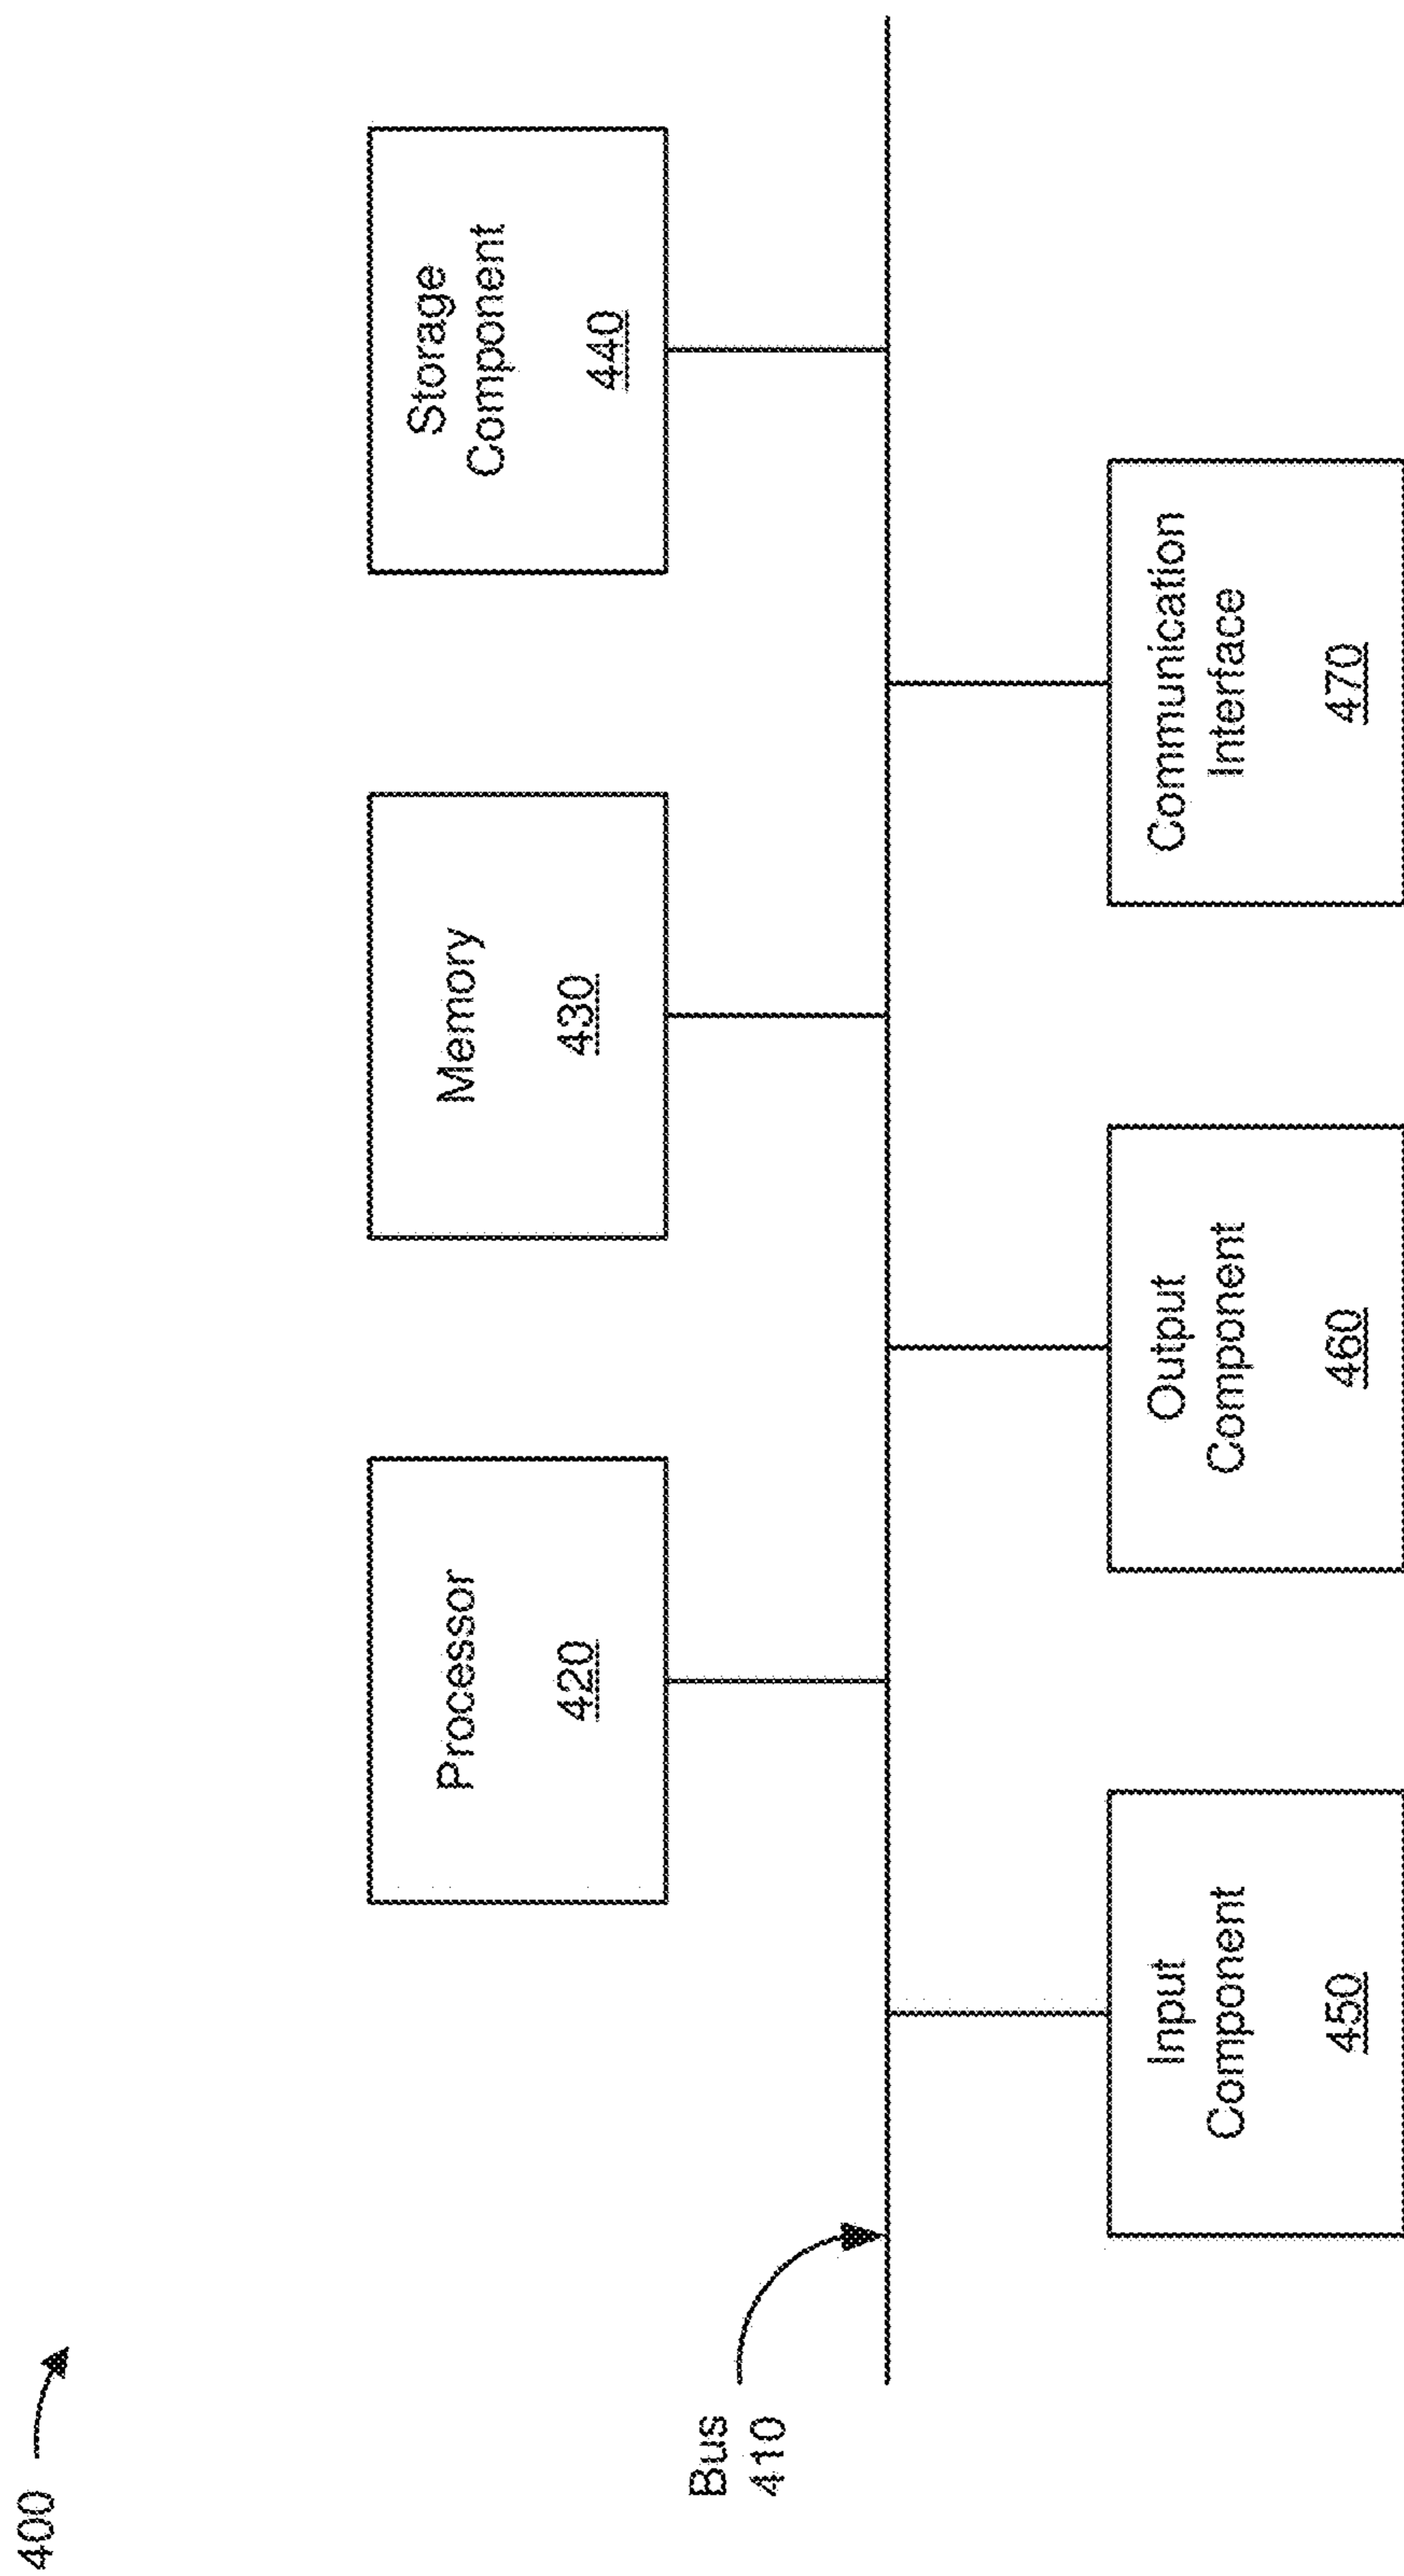 400
Processor
420
Memory
430
Storage
Component
440
Bus
410
Input
Component
450
Output
Component
460
Communication
Interface
470